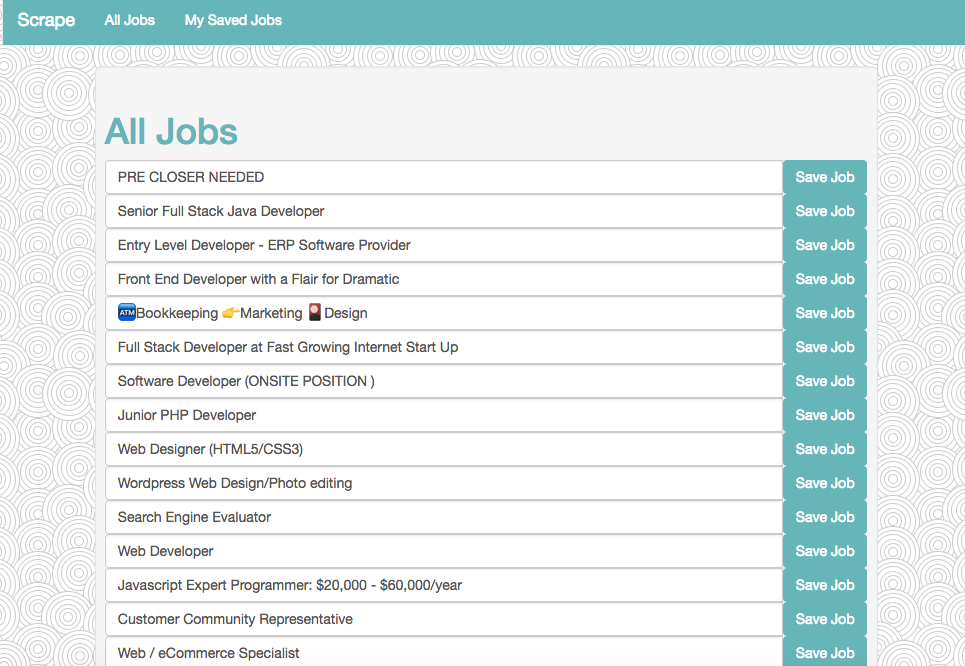 Scrape All Jobs My Saved Jobs
All Jobs
PRE CLOSER NEEDED Save Job
Senior Full Stack Java Developer Save Job
Entry Level Developer - ERP Software Provider Save Job
Front End Developer with a Flair for Dramatic Save Job
🏧Bookkeeping 👉Marketing 🎴Design Save Job
Full Stack Developer at Fast Growing Internet Start Up Save Job
Software Developer (ONSITE POSITION ) Save Job
Junior PHP Developer Save Job
Web Designer (HTML5/CSS3) Save Job
Wordpress Web Design/Photo editing Save Job
Search Engine Evaluator Save Job
Web Developer Save Job
Javascript Expert Programmer: $20,000 - $60,000/year Save Job
Customer Community Representative Save Job
Web / eCommerce Specialist Save Job